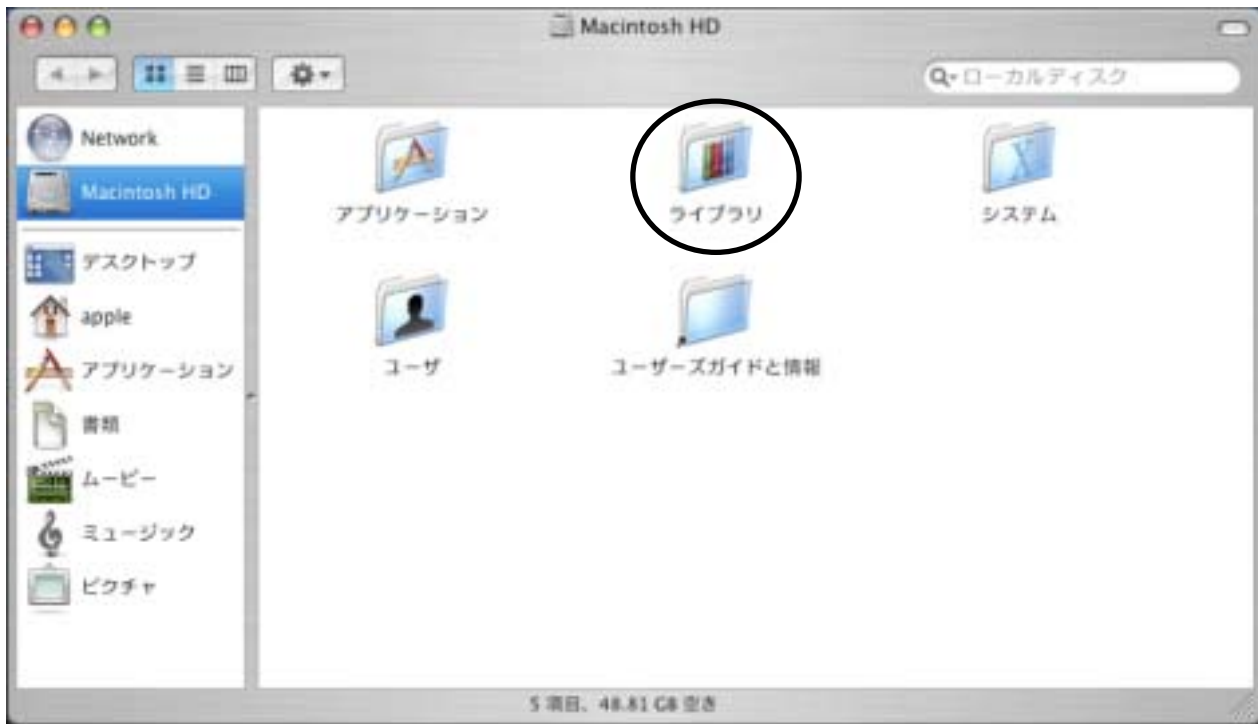 Macintosh HD
ローカルディスク
Network
Macintosh HD
デスクトップ
apple
アプリケーション
書類
ムービー
ミュージック
ピクチャ
アプリケーション
ライブラリ
システム
ユーザ
ユーザーズガイドと情報
5 項目、48.81 GB 空き